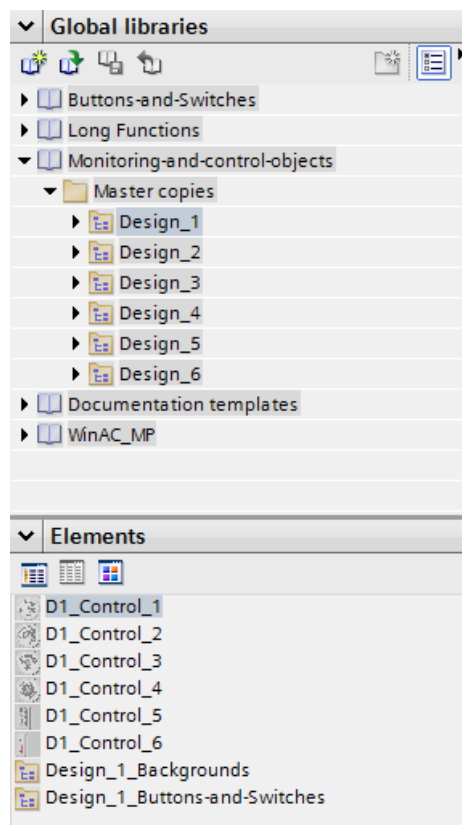 Global libraries
Buttons-and-Switches
Long Functions
Monitoring-and-control-objects
Master copies
Design_1
Design_2
Design_3
Design_4
Design_5
Design_6
Documentation templates
WinAC_MP
Elements
D1_Control_1
D1_Control_2
D1_Control_3
D1_Control_4
D1_Control_5
D1_Control_6
Design_1_Backgrounds
Design_1_Buttons-and-Switches